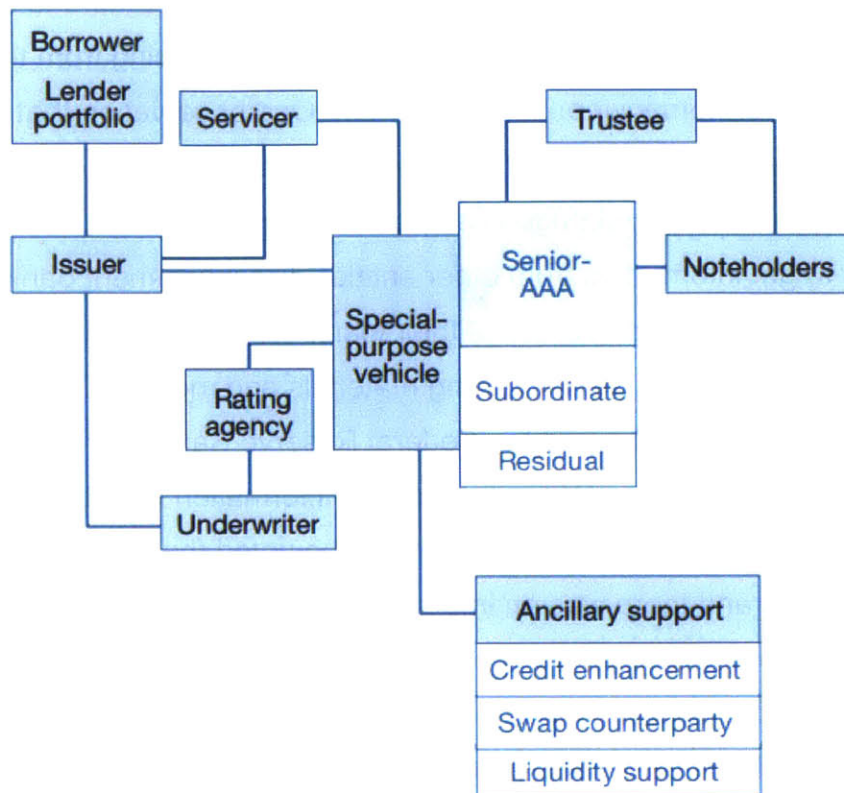 Borrower
Lender
portfolio
Servicer
Trustee
Issuer
Senior-
AAA
Noteholders
Special-
purpose
vehicle
Rating
agency
Subordinate
Residual
Underwriter
Ancillary support
Credit enhancement
Swap counterparty
Liquidity support